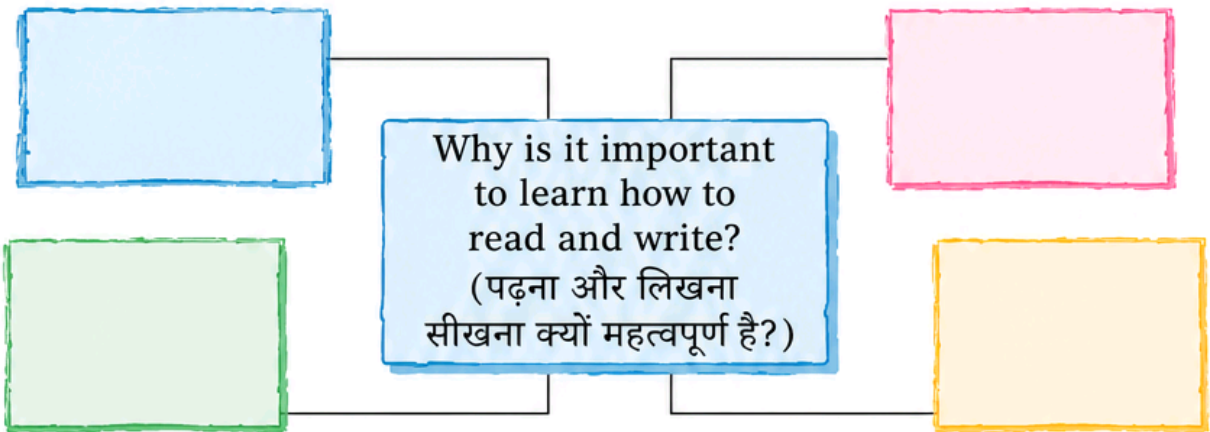 Why is it important
to learn how to
read and write?
(पढ़ना और लिखना
सीखना क्यों महत्वपूर्ण है?)